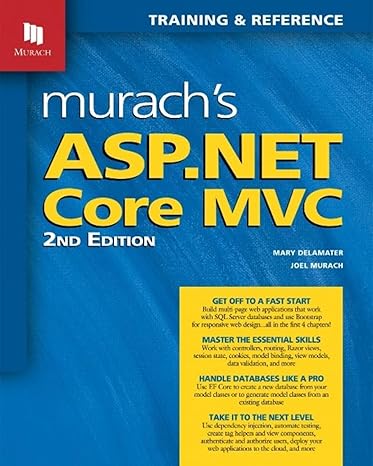 TRAINING & REFERENCE
MURACH
murach's
ASP.NET
Core MVC
2ND EDITION
MARY DELAMATER
JOEL MURACH
GET OFF TO A FAST START
Build multi-page web applications that work
with SQL Server databases and use Bootstrap
for responsive web design...all in the first 4 chapters!
MASTER THE ESSENTIAL SKILLS
Work with controllers, routing, Razor views,
session state, cookies, model binding, view models,
data validation, and more
HANDLE DATABASES LIKE A PRO
Use EF Core to create a new database from your
model classes or to generate model classes from an
existing database
TAKE IT TO THE NEXT LEVEL
Use dependency injection, automate testing,
create tag helpers and view components,
authenticate and authorize users, deploy your
web applications to the cloud, and more